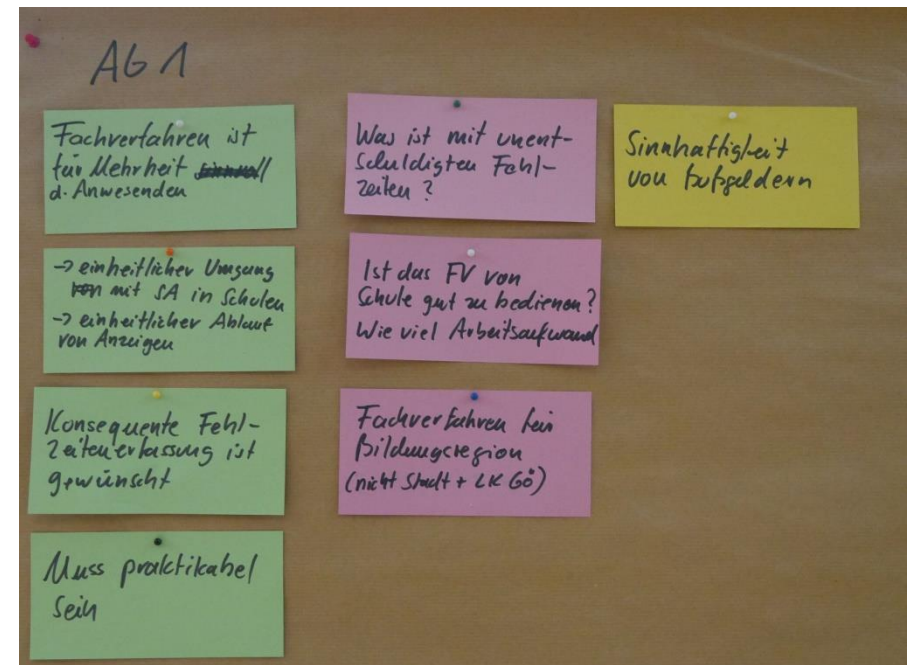 AG 1
Fachverfahren ist
für Mehrheit
d. Anwesenden
-> einheitlicher Umgang
mit SA in Schulen
-> einheitlicher Ablauf
von Anzeigen
Konsequente Fehl-
zeitenerfassung ist
gewünscht
Muss praktikabel
sein
Was ist mit unent-
schuldigten Fehl-
zeiten?
Ist das FV von
Schule gut zu bedienen?
Wie viel Arbeitsaufwand
Fachverfahren für
Bildungsregion
(nicht Stadt + LK Gö)
Sinnhaftigkeit
von Bußgeldern